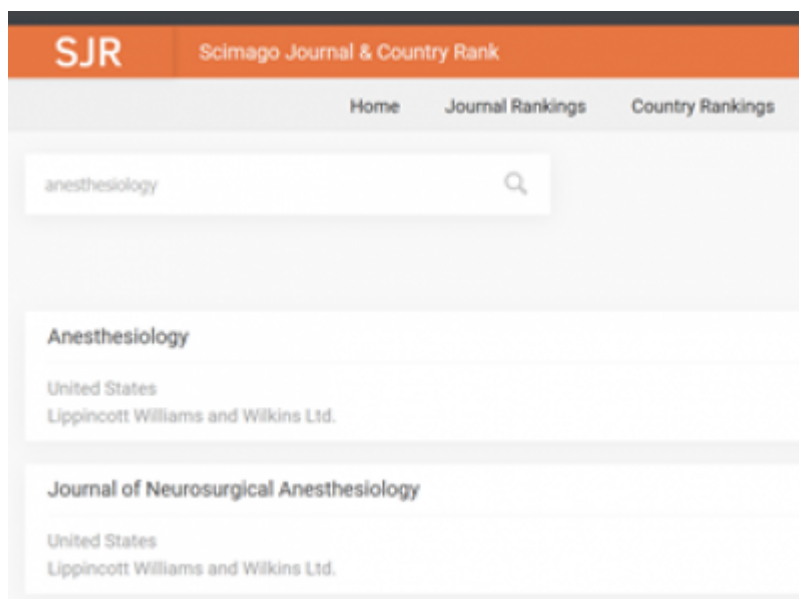 SJR Scimago Journal & Country Rank
Home Journal Rankings Country Rankings
anesthesiology
Anesthesiology
United States
Lippincott Williams and Wilkins Ltd.
Journal of Neurosurgical Anesthesiology
United States
Lippincott Williams and Wilkins Ltd.